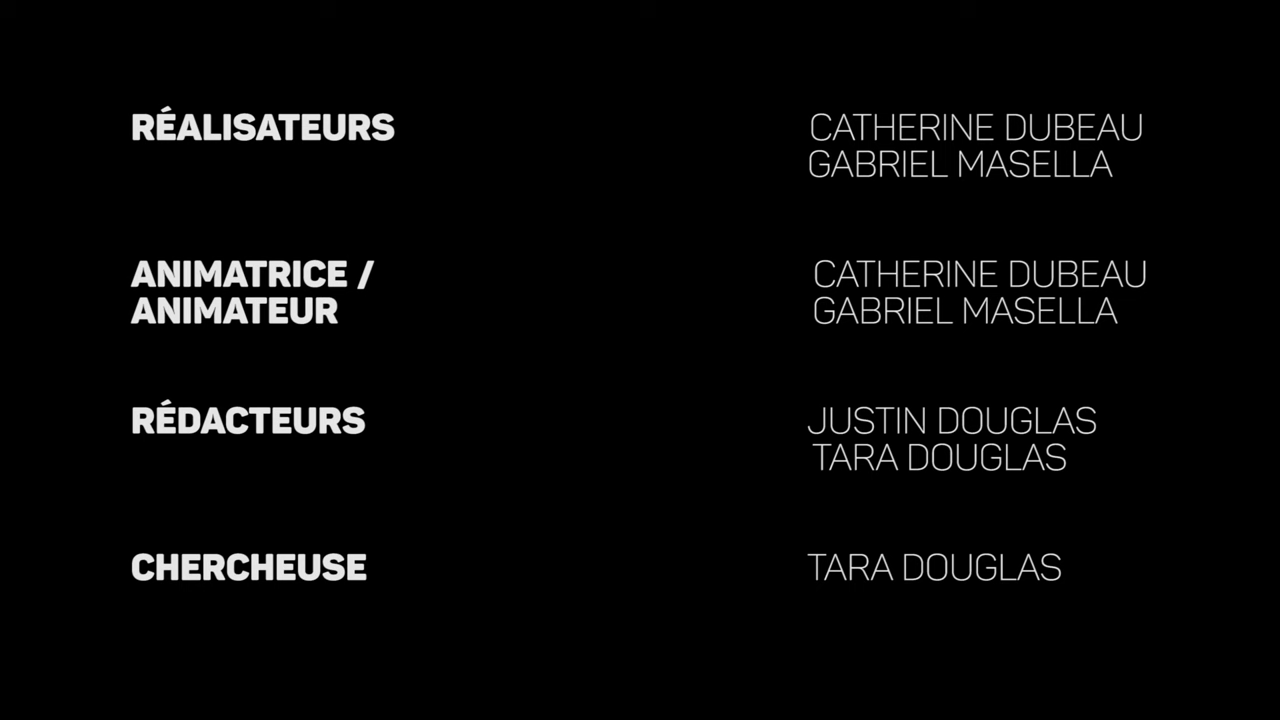 RÉALISATEURS
CATHERINE DUBEAU
GABRIEL MASELLA
ANIMATRICE /
ANIMATEUR
CATHERINE DUBEAU
GABRIEL MASELLA
RÉDACTEURS
JUSTIN DOUGLAS
TARA DOUGLAS
CHERCHEUSE
TARA DOUGLAS